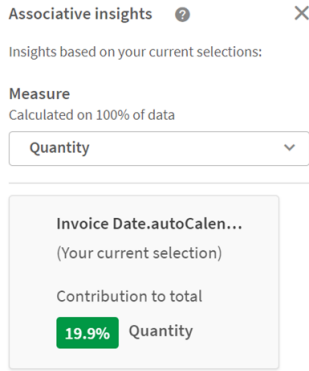 Associative insights ?
Insights based on your current selections:
Measure
Calculated on 100% of data
Quantity
Invoice Date.autoCalen...
(Your current selection)
Contribution to total
19.9% Quantity